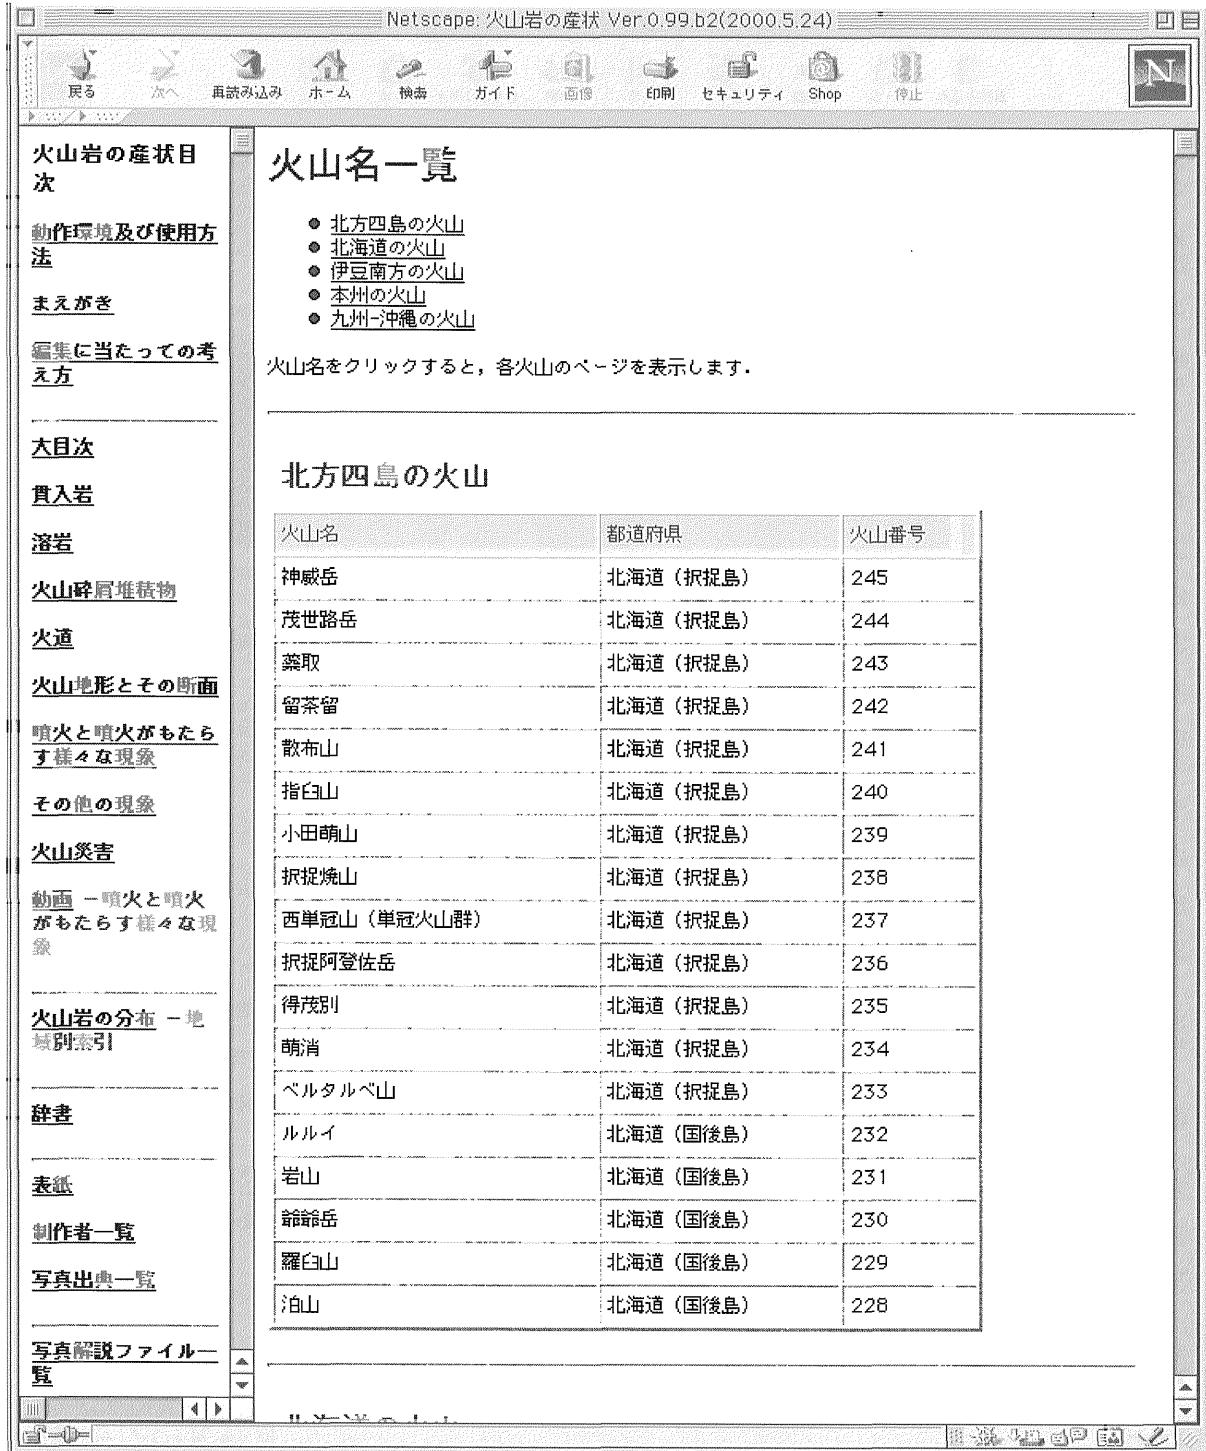 Netscape: 火山岩の産状 Ver.0.99.b2(2000.5.24)
戻る 次へ 再読み込み ホーム 検索 ガイド 画像 印刷 セキュリティ Shop 停止
N
火山岩の産状目
次
動作環境及び使用方
法
まえがき
編集に当たっての考
え方
大目次
貫入岩
溶岩
火山砕屑堆積物
火道
火山地形とその断面
噴火と噴火がもたら
す様々な現象
その他の現象
火山災害
動画 －噴火と噴火
がもたらす様々な現
象
火山岩の分布 －地
域別索引
辞書
表紙
制作者一覧
写真出典一覧
写真解説ファイル一
覧
火山名一覧
北方四島の火山
北海道の火山
伊豆南方の火山
本州の火山
九州-沖縄の火山
火山名をクリックすると，各火山のページを表示します．
北方四島の火山
火山名 都道府県 火山番号
神威岳 北海道（択捉島） 245
茂世路岳 北海道（択捉島） 244
蘂取 北海道（択捉島） 243
留茶留 北海道（択捉島） 242
散布山 北海道（択捉島） 241
指臼山 北海道（択捉島） 240
小田萌山 北海道（択捉島） 239
択捉焼山 北海道（択捉島） 238
西単冠山（単冠火山群） 北海道（択捉島） 237
択捉阿登佐岳 北海道（択捉島） 236
得茂別 北海道（択捉島） 235
萌消 北海道（択捉島） 234
ベルタルベ山 北海道（択捉島） 233
ルルイ 北海道（国後島） 232
岩山 北海道（国後島） 231
爺爺岳 北海道（国後島） 230
羅臼山 北海道（国後島） 229
泊山 北海道（国後島） 228